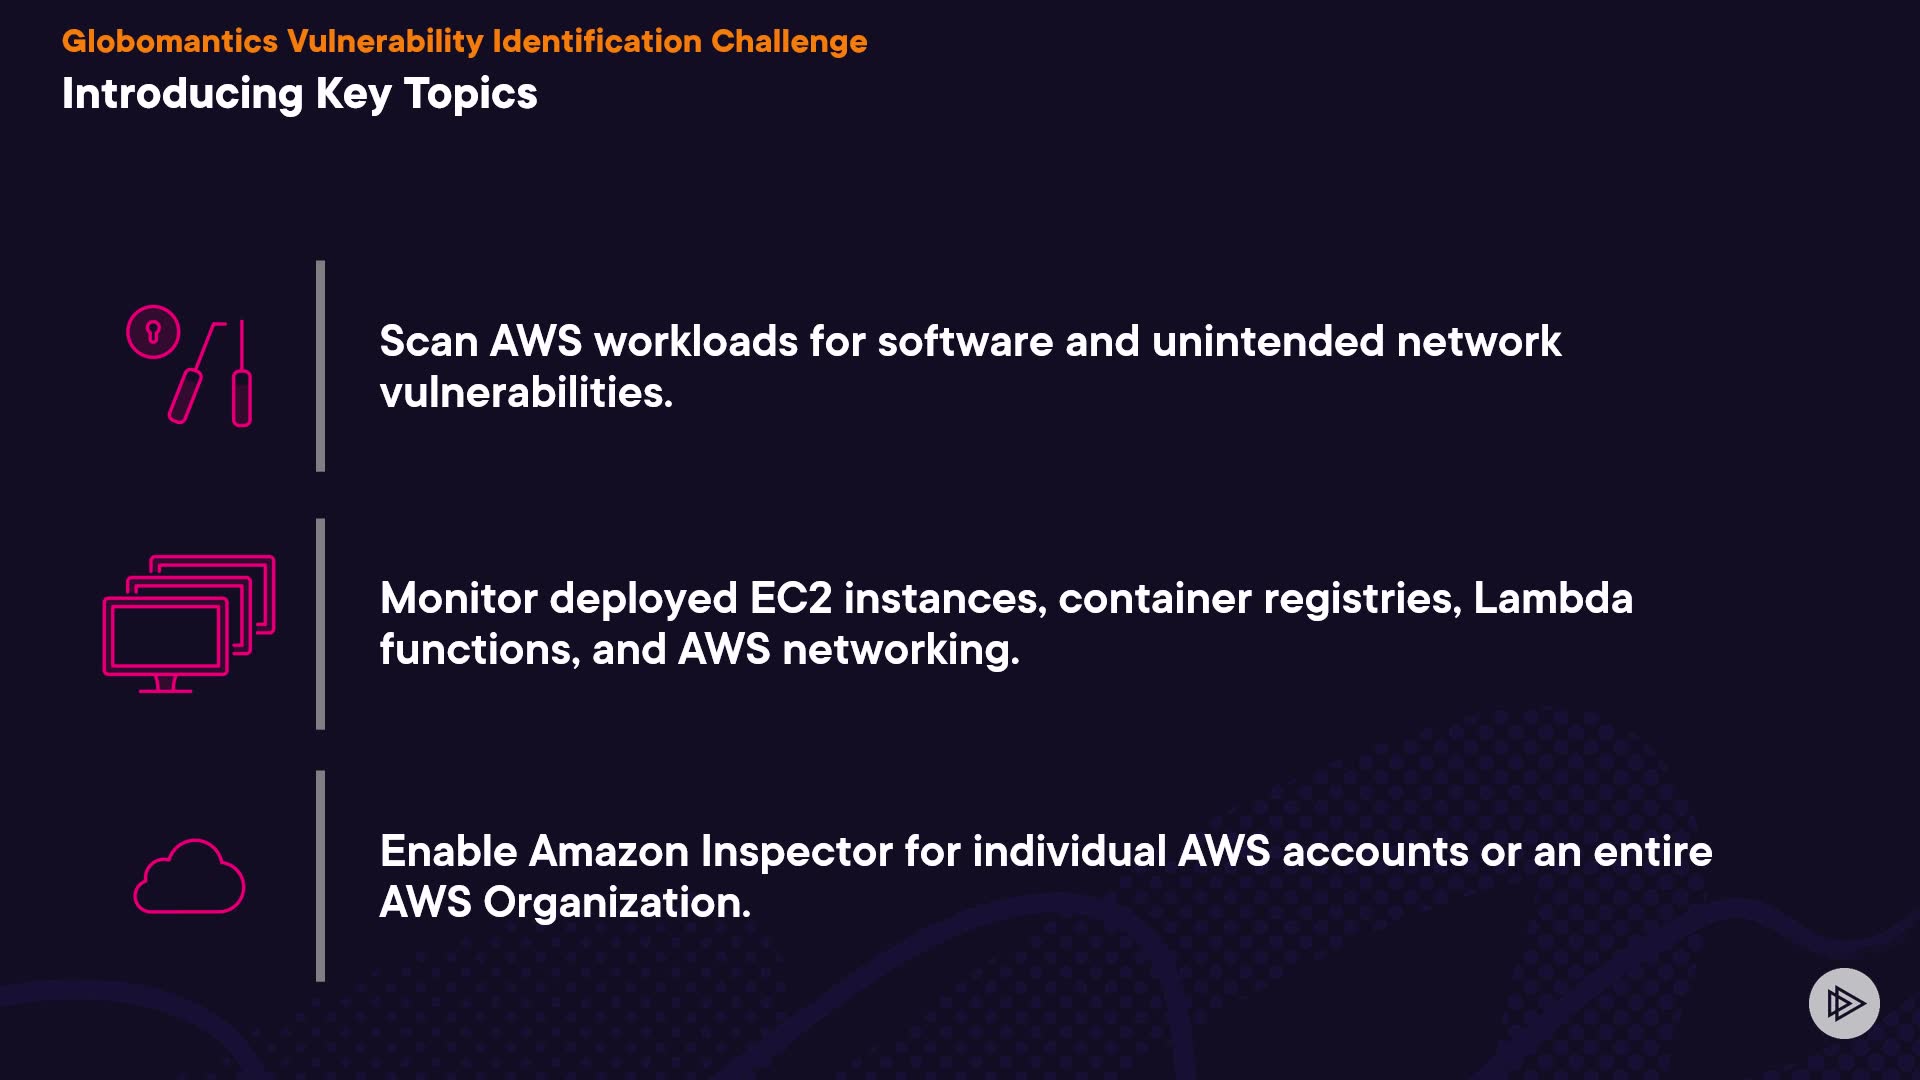 Globomantics Vulnerability Identification Challenge
Introducing Key Topics
Scan AWS workloads for software and unintended network
vulnerabilities.
Monitor deployed EC2 instances, container registries, Lambda
functions, and AWS networking.
Enable Amazon Inspector for individual AWS accounts or an entire
AWS Organization.